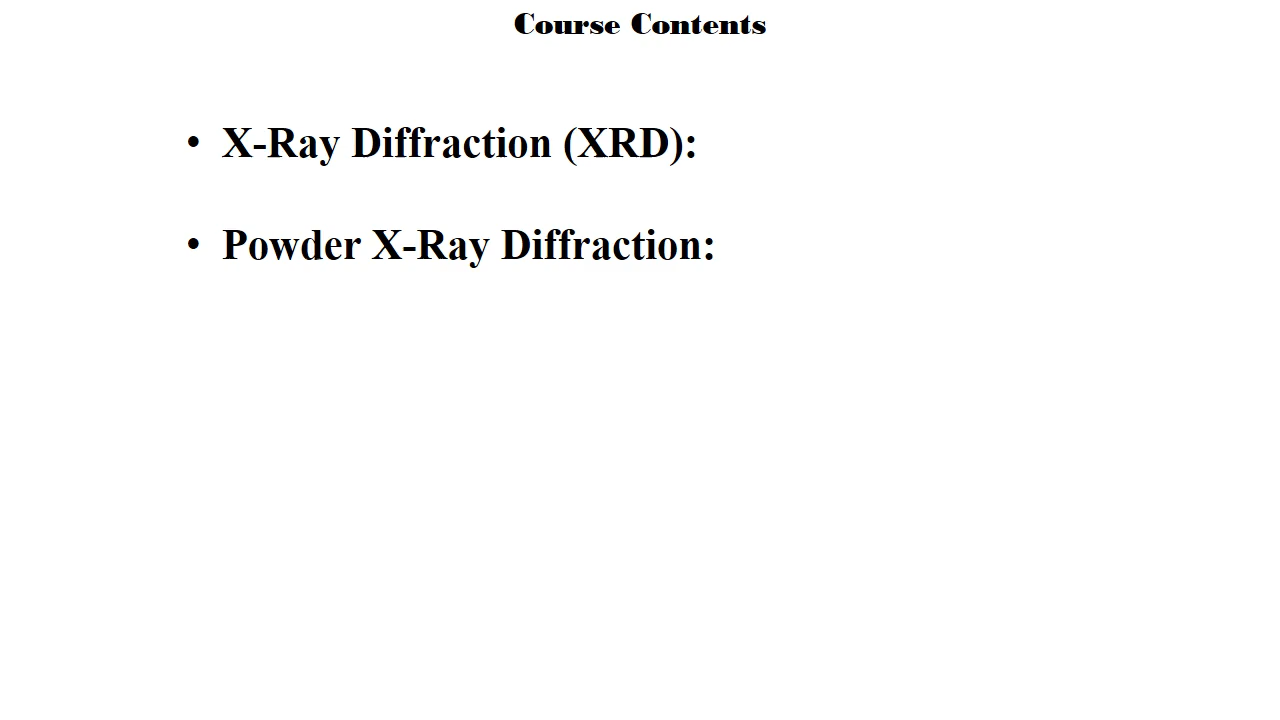 Course Contents
• X-Ray Diffraction (XRD):
• Powder X-Ray Diffraction: